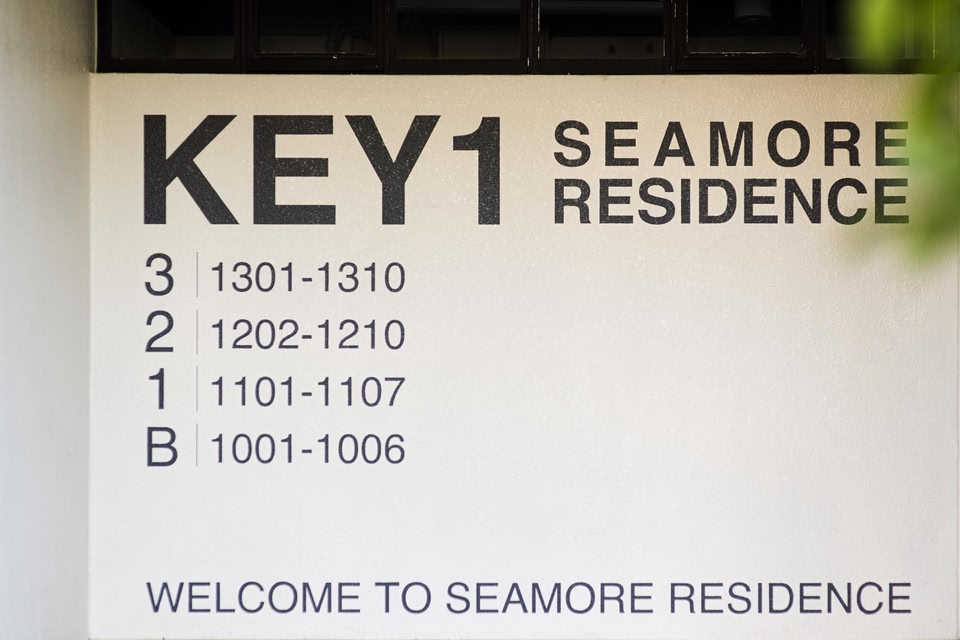 KEY1 SEAMORE
RESIDENCE
3 1301-1310
2 1202-1210
1 1101-1107
B 1001-1006
WELCOME TO SEAMORE RESIDENCE